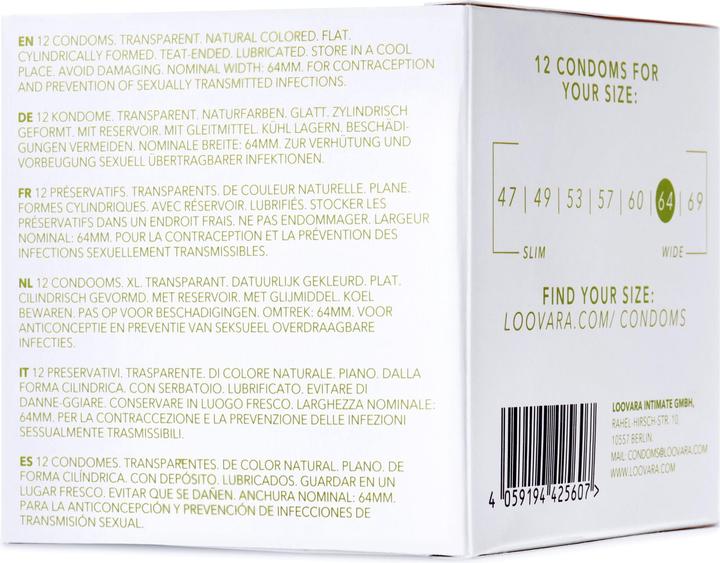 EN 12 CONDOMS. TRANSPARENT. NATURAL COLORED. FLAT.
CYLINDRICALLY FORMED. TEAT-ENDED. LUBRICATED. STORE IN A COOL
PLACE. AVOID DAMAGING. NOMINAL WIDTH: 64MM. FOR CONTRACEPTION
AND PREVENTION OF SEXUALLY TRANSMITTED INFECTIONS.
DE 12 KONDOME. TRANSPARENT. NATURFARBEN. GLATT. ZYLINDRISCH
GEFORMT. MIT RESERVOIR. MIT GLEITMITTEL. KÜHL LAGERN. BESCHÄDI-
GUNGEN VERMEIDEN. NOMINALE BREITE: 64MM. ZUR VERHÜTUNG UND
VORBEUGUNG SEXUELL ÜBERTRAGBARER INFEKTIONEN.
FR 12 PRÉSERVATIFS. TRANSPARENTS. DE COULEUR NATURELLE. PLANE.
FORMES CYLINDRIQUES. AVEC RÉSERVOIR. LUBRIFIÉS. STOCKER LES
PRÉSERVATIFS DANS UN ENDROIT FRAIS. NE PAS ENDOMMAGER. LARGEUR
NOMINAL: 64MM. POUR LA CONTRACEPTION ET LA PRÉVENTION DES
INFECTIONS SEXUELLEMENT TRANSMISSIBLES.
NL 12 CONDOOMS. XL. TRANSPARANT. DATUURLIJK GEKLEURD. PLAT.
CILINDRISCH GEVORMD. MET RESERVOIR. MET GLIJMIDDEL. KOEL
BEWAREN. PAS OP VOOR BESCHADIGINGEN. OMTREK: 64MM. VOOR
ANTICONCEPTIE EN PREVENTIE VAN SEKSUEEL OVERDRAAGBARE
INFECTIES.
IT 12 PRESERVATIVI. TRASPARENTE. DI COLORE NATURALE. PIANO. DALLA
FORMA CILINDRICA. CON SERBATOIO. LUBRIFICATO. EVITARE DI
DANNE-GGIARE. CONSERVARE IN LUOGO FRESCO. LARGHEZZA NOMINALE:
64MM. PER LA CONTRACCEZIONE E LA PREVENZIONE DELLE INFEZIONI
SESSUALMENTE TRASMISSIBILI.
ES 12 CONDOMES. TRANSPARENTES. DE COLOR NATURAL. PLANO. DE
FORMA CILÍNDRICA. CON DEPÓSITO. LUBRICADOS. GUARDAR EN UN
LUGAR FRESCO. EVITAR QUE SE DAÑEN. ANCHURA NOMINAL: 64MM.
PARA LA ANTICONCEPCIÓN Y PREVENCIÓN DE INFECCIONES DE
TRANSMISIÓN SEXUAL.
12 CONDOMS FOR
YOUR SIZE:
47 | 49 | 53 | 57 | 60 | 64 | 69
SLIM WIDE
FIND YOUR SIZE:
LOOVARA.COM/ CONDOMS
LOOVARA INTIMATE GMBH,
RAHEL-HIRSCH-STR. 10,
10557 BERLIN.
MAIL: CONDOMS@LOOVARA.COM
WWW.LOOVARA.COM
4 059194 425607 >